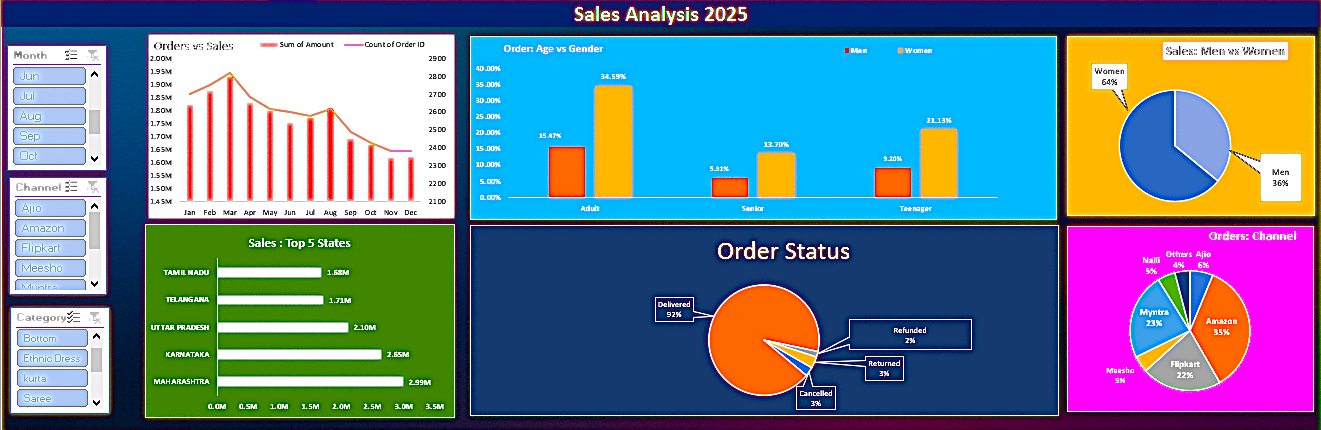 Sales Analysis 2025
Month
Jun
Jul
Aug
Sep
Oct
Channel
Ajio
Amazon
Flipkart
Meesho
Myntra
Category
Bottom
Ethnic Dress
kurta
Saree
Orders vs Sales
Sum of Amount
Count of Order ID
2.00M
1.95M
1.90M
1.85M
1.80M
1.75M
1.70M
1.65M
1.60M
1.55M
1.50M
1.45M
2900
2800
2700
2600
2500
2400
2300
2200
2100
Jan Feb Mar Apr May Jun Jul Aug Sep Oct Nov Dec
Sales : Top 5 States
TAMIL NADU 1.68M
TELANGANA 1.71M
UTTAR PRADESH 2.10M
KARNATAKA 2.65M
MAHARASHTRA 2.99M
0.0M 0.5M 1.0M 1.5M 2.0M 2.5M 3.0M 3.5M
Order: Age vs Gender
Men
Women
40.00%
35.00%
30.00%
25.00%
20.00%
15.00%
10.00%
5.00%
0.00%
15.47%
34.59%
5.91%
13.70%
9.20%
21.13%
Adult
Senior
Teenager
Order Status
Delivered
92%
Refunded
2%
Returned
3%
Cancelled
3%
Sales: Men vs Women
Women
64%
Men
36%
Orders: Channel
Nalli
5%
Others
4%
Ajio
6%
Myntra
23%
Amazon
35%
Meesho
5%
Flipkart
22%